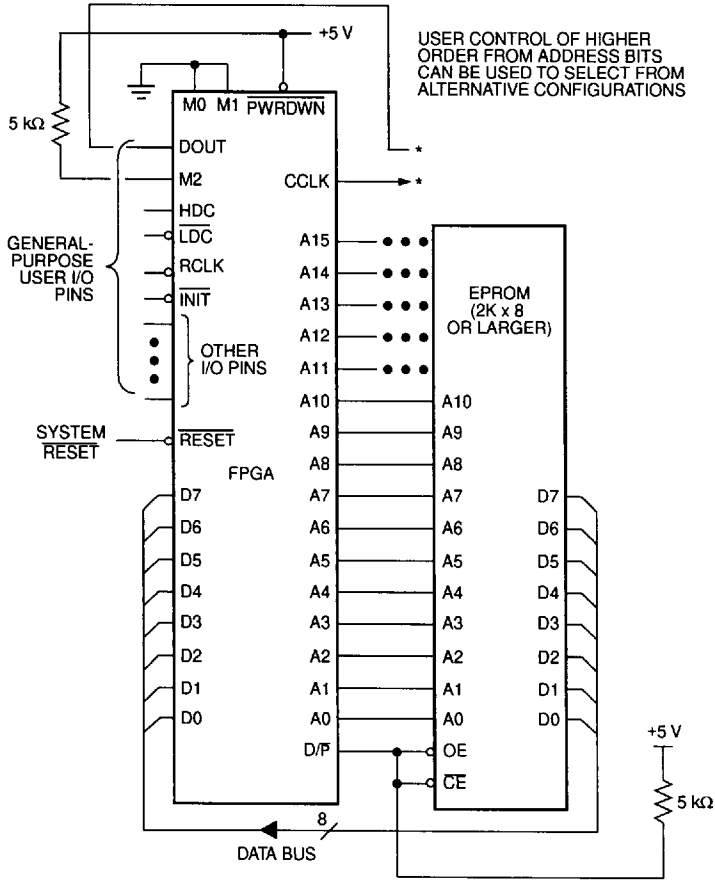 +5 V
USER CONTROL OF HIGHER
ORDER FROM ADDRESS BITS
CAN BE USED TO SELECT FROM
ALTERNATIVE CONFIGURATIONS
M0 M1 PWRDWN
5 kΩ
DOUT
*
M2
CCLK
*
HDC
LDC
RCLK
INIT
GENERAL-
PURPOSE
USER I/O
PINS
OTHER
I/O PINS
SYSTEM
RESET
RESET
FPGA
A15
A14
A13
A12
A11
A10
A9
A8
A7
A6
A5
A4
A3
A2
A1
A0
D/P
D7
D6
D5
D4
D3
D2
D1
D0
EPROM
(2K x 8
OR LARGER)
A10
A9
A8
A7
A6
A5
A4
A3
A2
A1
A0
OE
CE
D7
D6
D5
D4
D3
D2
D1
D0
+5 V
5 kΩ
8
DATA BUS